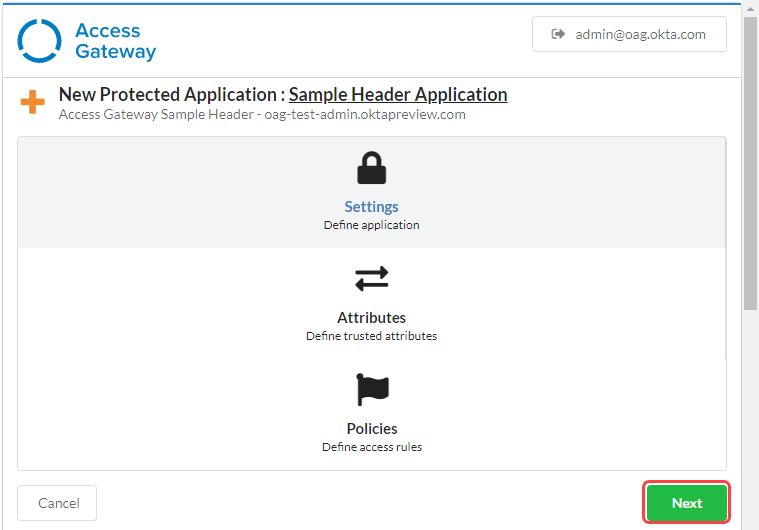 Access
Gateway
admin@oag.okta.com
New Protected Application : Sample Header Application
Access Gateway Sample Header - oag-test-admin.oktapreview.com
Settings
Define application
Attributes
Define trusted attributes
Policies
Define access rules
Cancel
Next